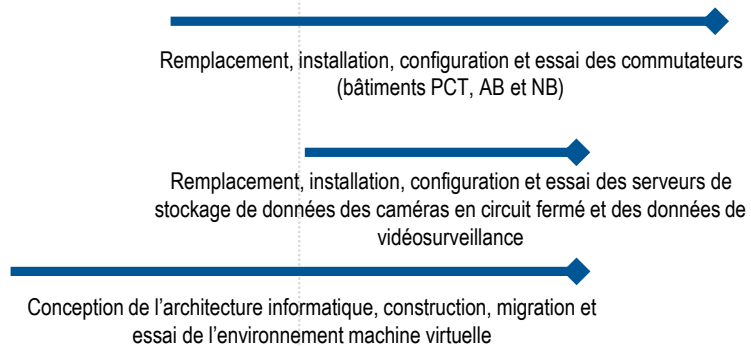 Remplacement, installation, configuration et essai des commutateurs
(bâtiments PCT, AB et NB)
Remplacement, installation, configuration et essai des serveurs de
stockage de données des caméras en circuit fermé et des données de
vidéosurveillance
Conception de l’architecture informatique, construction, migration et
essai de l’environnement machine virtuelle